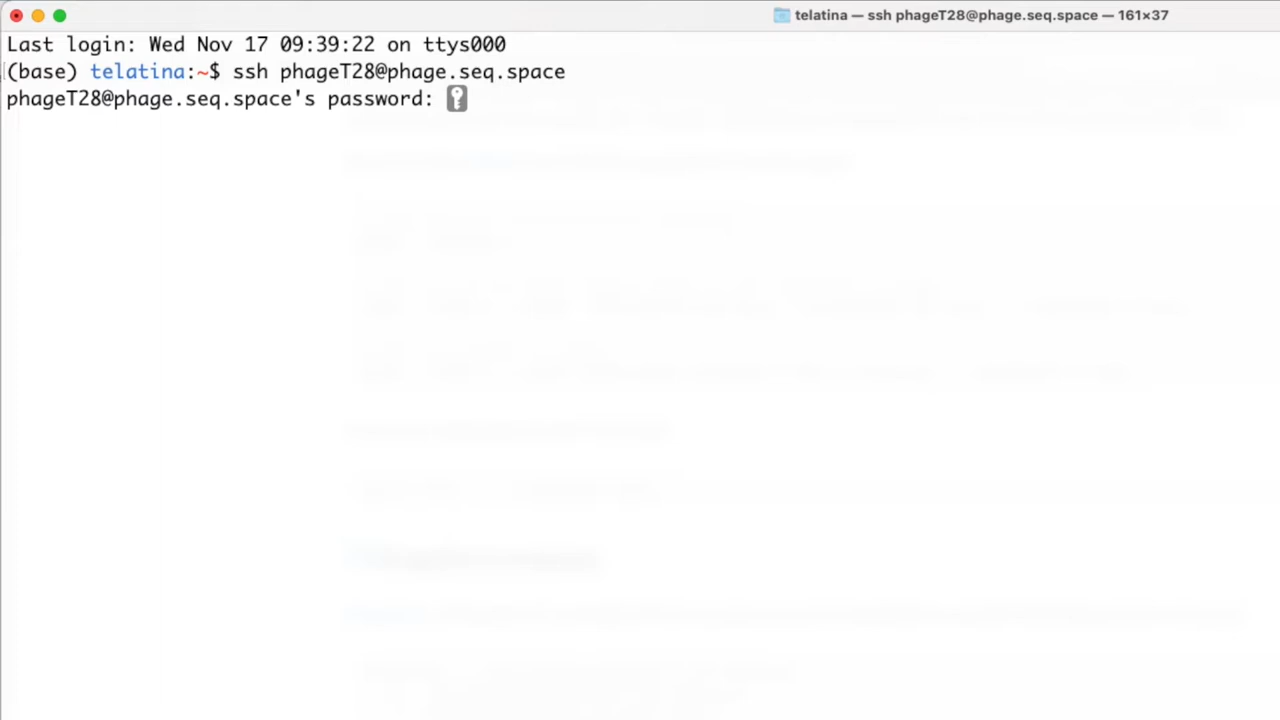 telatina — ssh phageT28@phage.seq.space — 161×37
Last login: Wed Nov 17 09:39:22 on ttys000
(base) telatina:~$ ssh phageT28@phage.seq.space
phageT28@phage.seq.space's password: